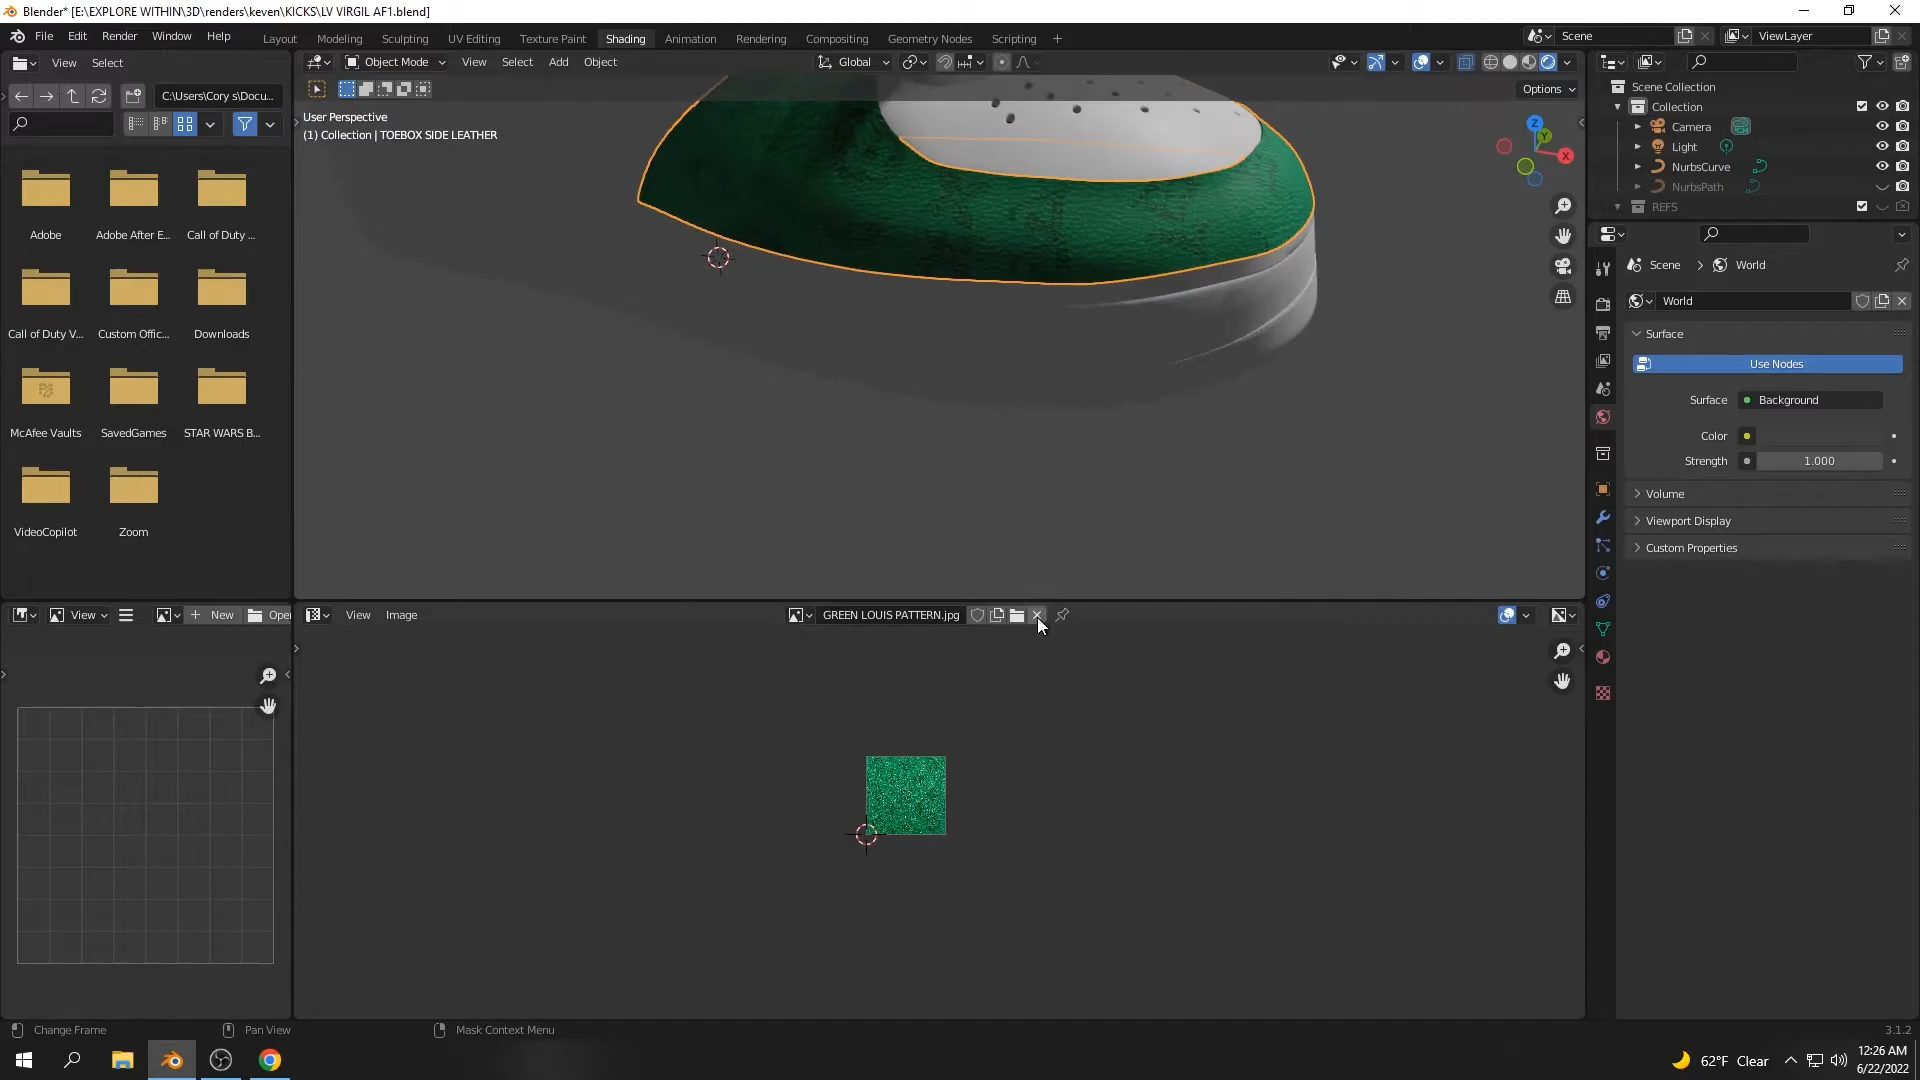 Blender* [E:\EXPLORE WITHIN\3D\renders\keven\KICKS\LV VIRGIL AF1.blend]
File Edit Render Window Help
Layout Modeling Sculpting UV Editing Texture Paint Shading Animation Rendering Compositing Geometry Nodes Scripting +
Scene
ViewLayer
View Select
Object Mode View Select Add Object
Global
C:\Users\Cory s\Docu...
Options
User Perspective
(1) Collection | TOEBOX SIDE LEATHER
Z
Y
X
Scene Collection
Collection
Camera
Light
NurbsCurve
NurbsPath
REFS
Adobe
Adobe After E...
Call of Duty ...
Call of Duty V...
Custom Offic...
Downloads
McAfee Vaults
SavedGames
STAR WARS B...
VideoCopilot
Zoom
Scene > World
World
Surface
Use Nodes
Surface Background
Color
Strength 1.000
Volume
Viewport Display
Custom Properties
View
+ New
Open
View Image
GREEN LOUIS PATTERN.jpg
Change Frame
Pan View
Mask Context Menu
3.1.2
62°F Clear
12:26 AM
6/22/2022